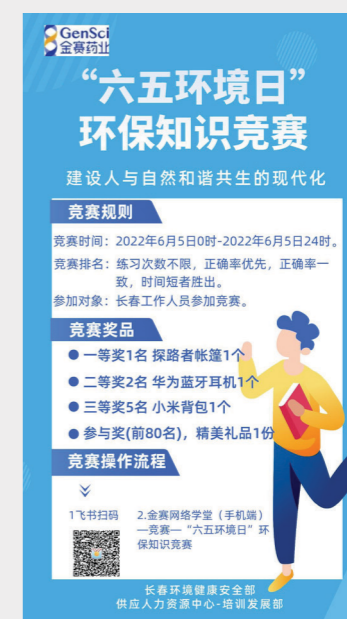 GenSci
金赛药业
“六五环境日”
环保知识竞赛
建设人与自然和谐共生的现代化
竞赛规则
竞赛时间：2022年6月5日0时-2022年6月5日24时。
竞赛排名：练习次数不限，正确率优先，正确率一
致，时间短者胜出。
参加对象：长春工作人员参加竞赛。
竞赛奖品
● 一等奖1名 探路者帐篷1个
● 二等奖2名 华为蓝牙耳机1个
● 三等奖5名 小米背包1个
● 参与奖(前80名)，精美礼品1份
竞赛操作流程
1飞书扫码
2.金赛网络学堂（手机端）
—竞赛—“六五环境日”环
保知识竞赛
长春环境健康安全部
供应人力资源中心-培训发展部